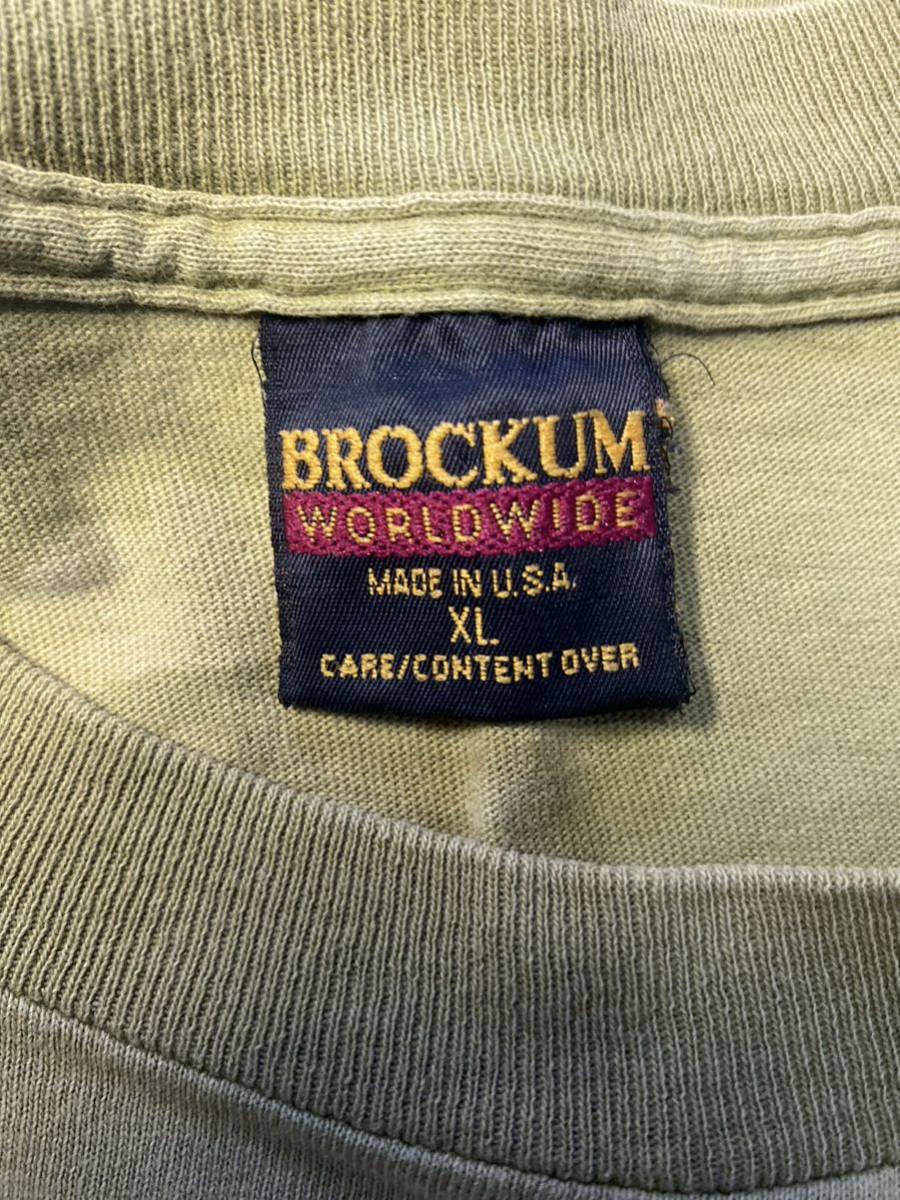 BROCKUM
WORLDWIDE
MADE IN U.S.A.
XL
CARE/CONTENT OVER